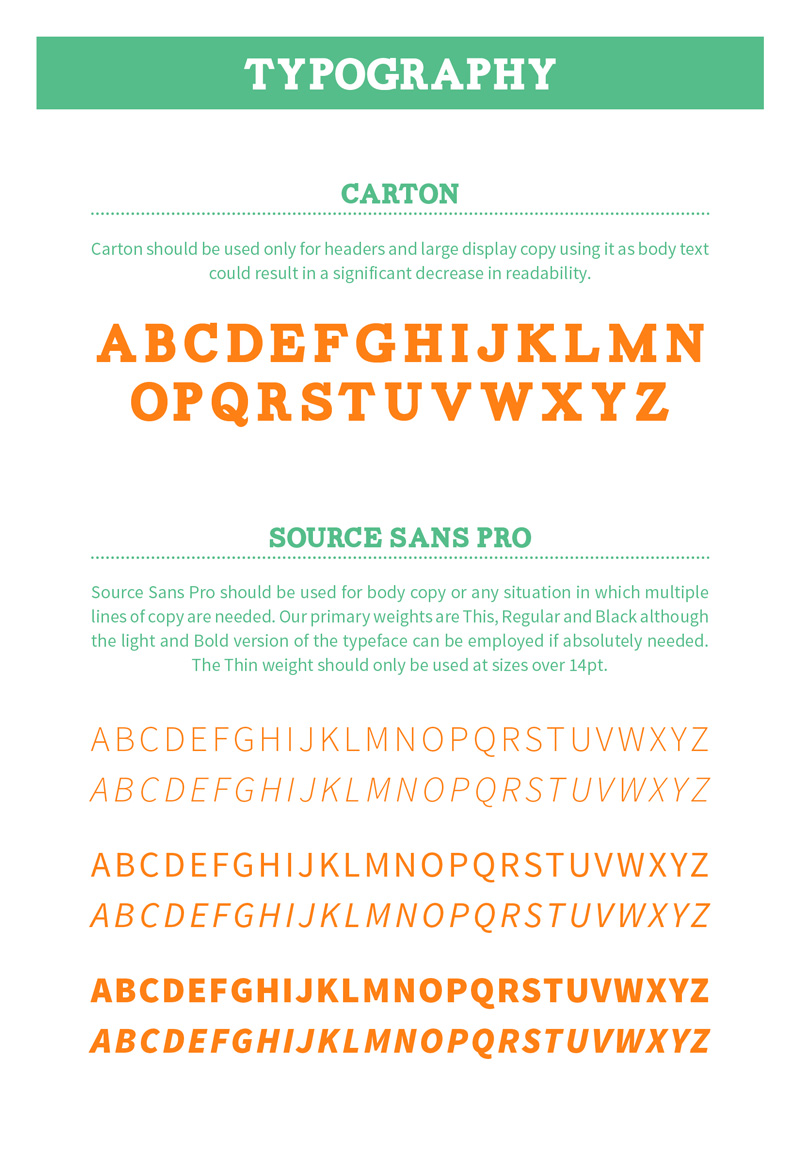 TYPOGRAPHY
CARTON
Carton should be used only for headers and large display copy using it as body text
could result in a significant decrease in readability.
ABCDEFGHIJKLMN
OPQRSTUVWXYZ
SOURCE SANS PRO
Source Sans Pro should be used for body copy or any situation in which multiple
lines of copy are needed. Our primary weights are This, Regular and Black although
the light and Bold version of the typeface can be employed if absolutely needed.
The Thin weight should only be used at sizes over 14pt.
ABCDEFGHIJKLMNOPQRSTUVWXYZ
ABCDEFGHIJKLMNOPQRSTUVWXYZ
ABCDEFGHIJKLMNOPQRSTUVWXYZ
ABCDEFGHIJKLMNOPQRSTUVWXYZ
ABCDEFGHIJKLMNOPQRSTUVWXYZ
ABCDEFGHIJKLMNOPQRSTUVWXYZ